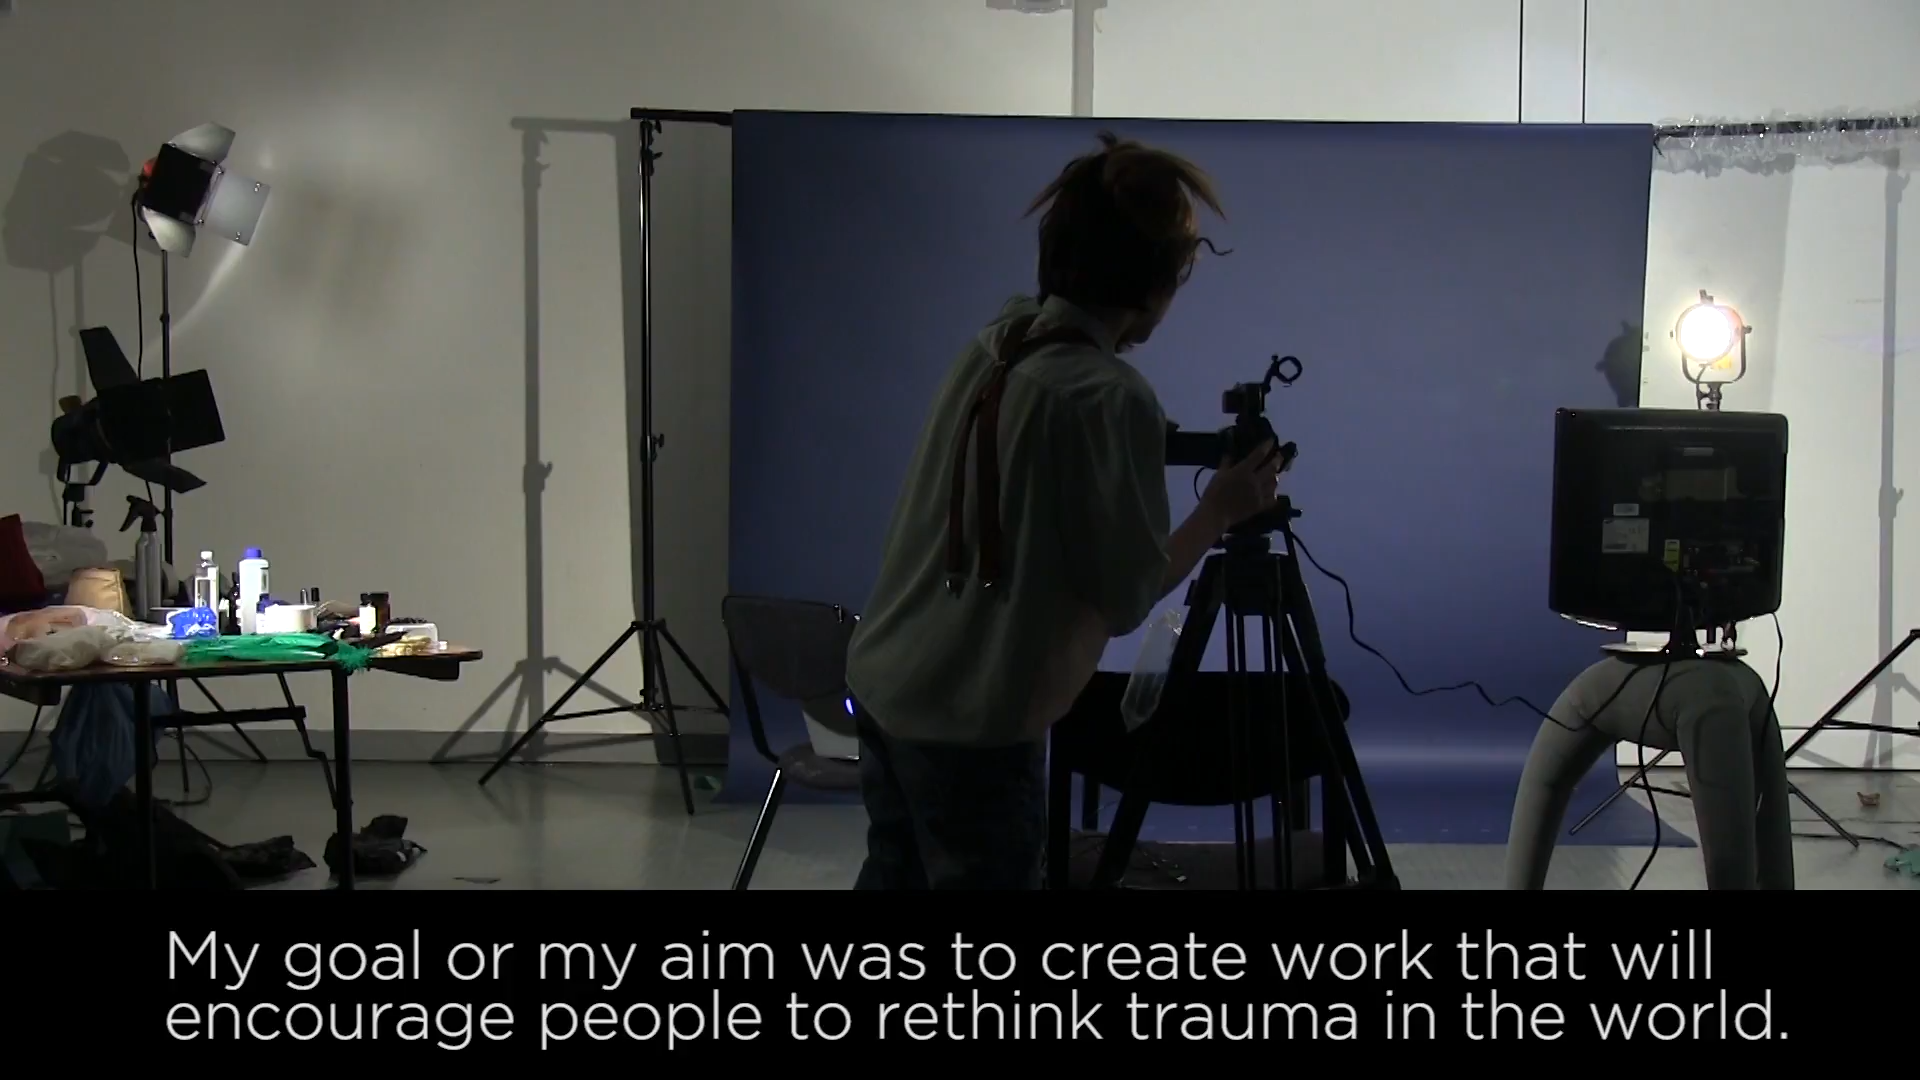 My goal or my aim was to create work that will
encourage people to rethink trauma in the world.